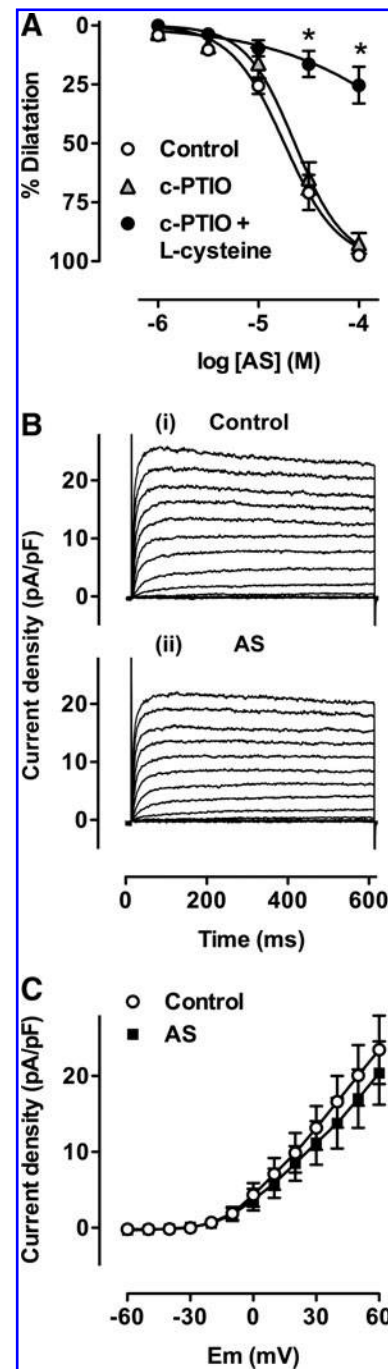 A
0
25
50
75
100
% Dilatation
* *
Control
c-PTIO
c-PTIO +
L-cysteine
-6 -5 -4
log [AS] (M)
B
(i) Control
20
10
0
(ii) AS
20
10
0
Current density (pA/pF)
0 200 400 600
Time (ms)
C
Control
AS
20
10
0
Current density (pA/pF)
-60 -30 0 30 60
Em (mV)